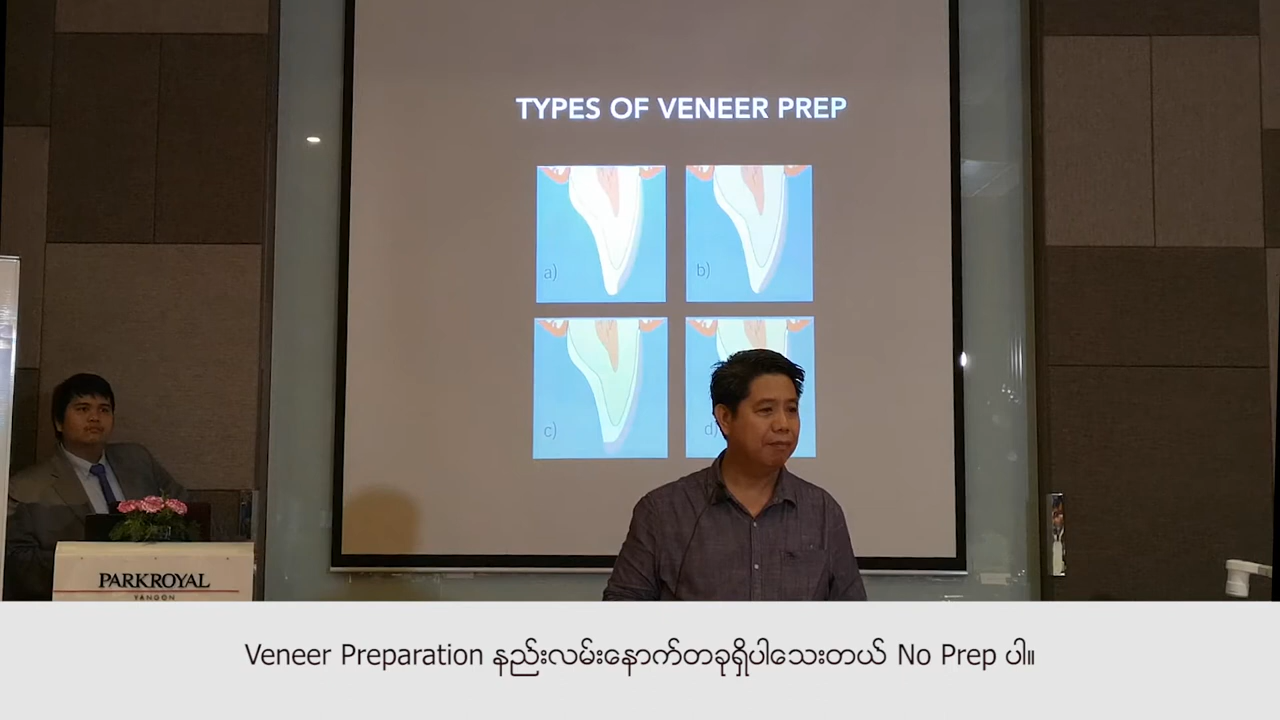 TYPES OF VENEER PREP
a)
b)
c)
d)
PARKROYAL
YANGON
Veneer Preparation နည်းလမ်းနောက်တခုရှိပါသေးတယ် No Prep ပါ။